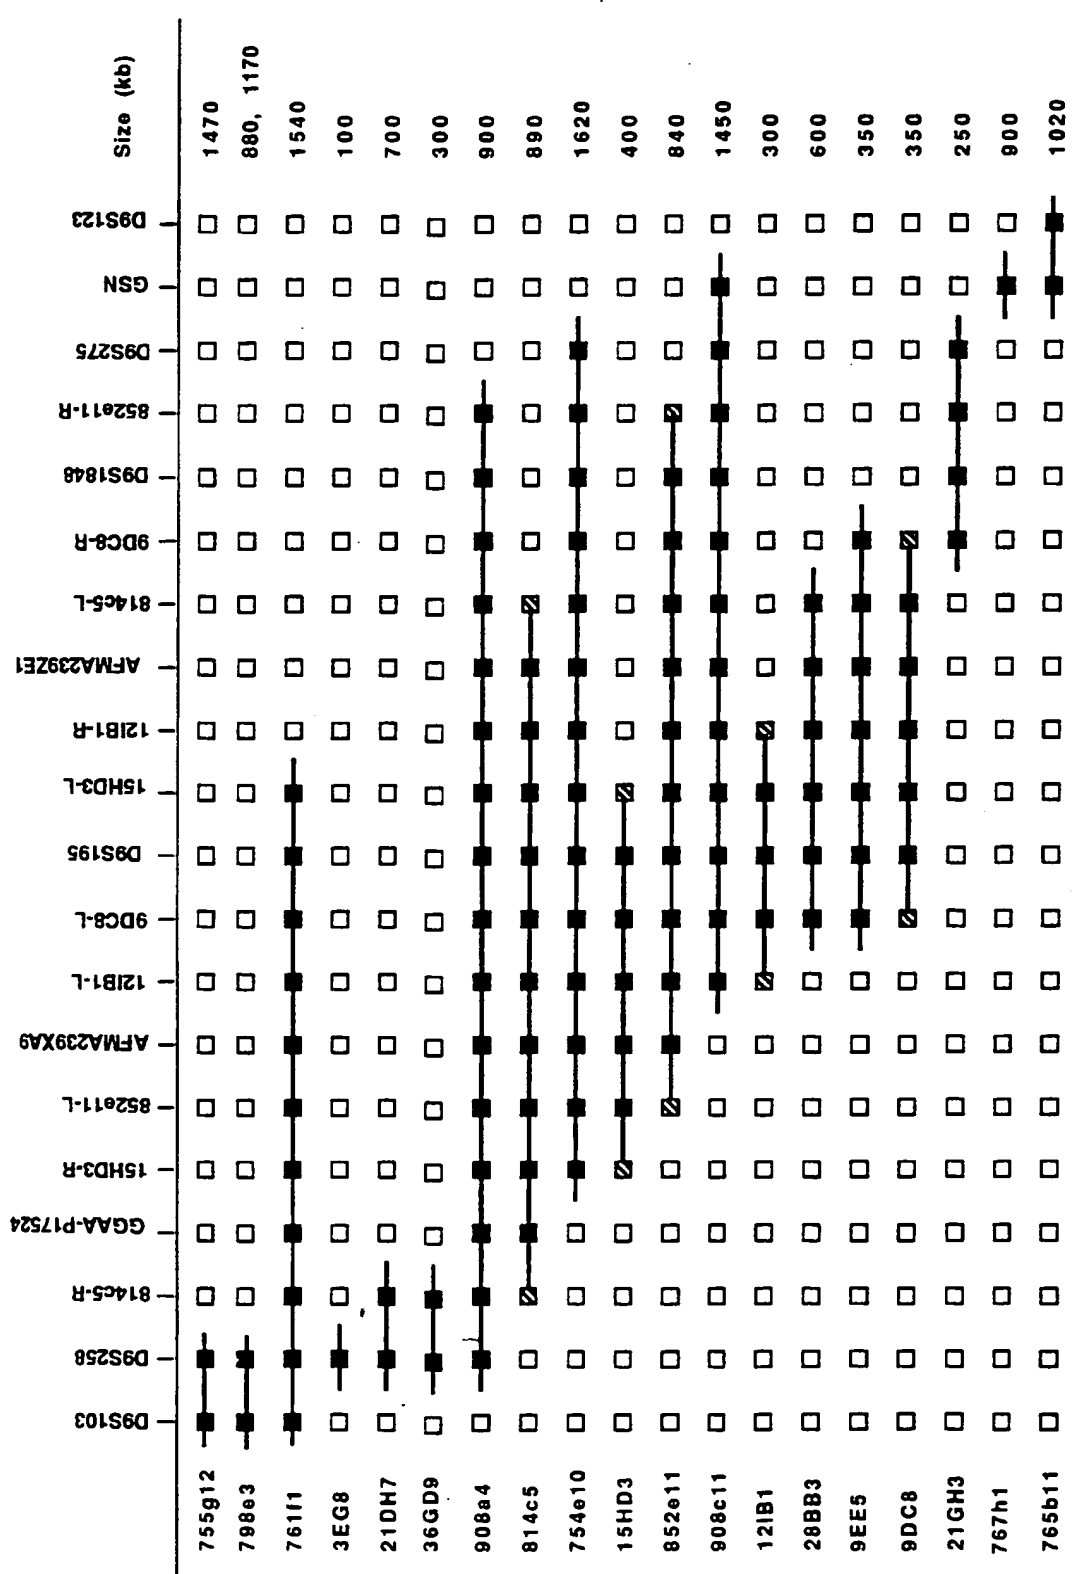 Size (kb)
D9S123
GSN
D9S275
852e11-R
D9S1848
9DC8-R
814c5-L
AFMA239ZE1
12IB1-R
15HD3-L
D9S195
9DC8-L
12IB1-L
AFMA239XA9
852e11-L
15HD3-R
GGAA-P17524
814c5-R
D9S258
D9S103
755g12 1470
798e3 880, 1170
761f1 1540
3EG8 100
21DH7 700
36GD9 300
908a4 900
814c5 890
754e10 1620
15HD3 400
852e11 840
908c11 1450
12IB1 300
28BB3 600
9EE5 350
9DC8 350
21GH3 250
767h1 900
765b11 1020